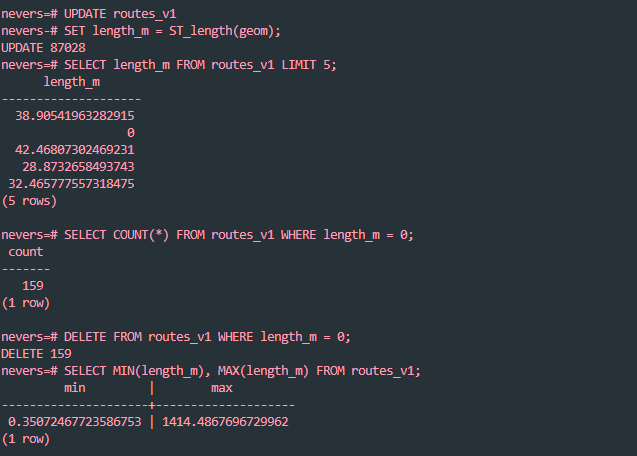 nevers=# UPDATE routes_v1
nevers-# SET length_m = ST_length(geom);
UPDATE 87028
nevers=# SELECT length_m FROM routes_v1 LIMIT 5;
length_m
-------------------
38.90541963282915
0
42.46807302469231
28.8732658493743
32.465777557318475
(5 rows)
nevers=# SELECT COUNT(*) FROM routes_v1 WHERE length_m = 0;
count
-------
159
(1 row)
nevers=# DELETE FROM routes_v1 WHERE length_m = 0;
DELETE 159
nevers=# SELECT MIN(length_m), MAX(length_m) FROM routes_v1;
min | max
---------------------+--------------------
0.35072467723586753 | 1414.4867696729962
(1 row)